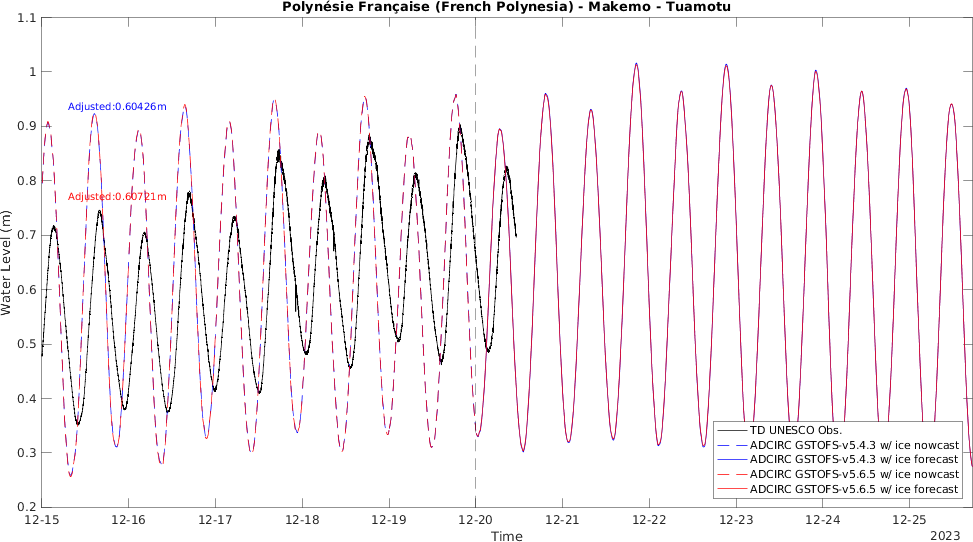 Polynésie Française (French Polynesia) - Makemo - Tuamotu
1.1
1
0.9
0.8
0.7
0.6
0.5
0.4
0.3
0.2
Water Level (m)
Adjusted:0.60426m
Adjusted:0.60721m
TD UNESCO Obs.
ADCIRC GSTOFS-v5.4.3 w/ ice nowcast
ADCIRC GSTOFS-v5.4.3 w/ ice forecast
ADCIRC GSTOFS-v5.6.5 w/ ice nowcast
ADCIRC GSTOFS-v5.6.5 w/ ice forecast
12-15 12-16 12-17 12-18 12-19 12-20 12-21 12-22 12-23 12-24 12-25
Time
2023